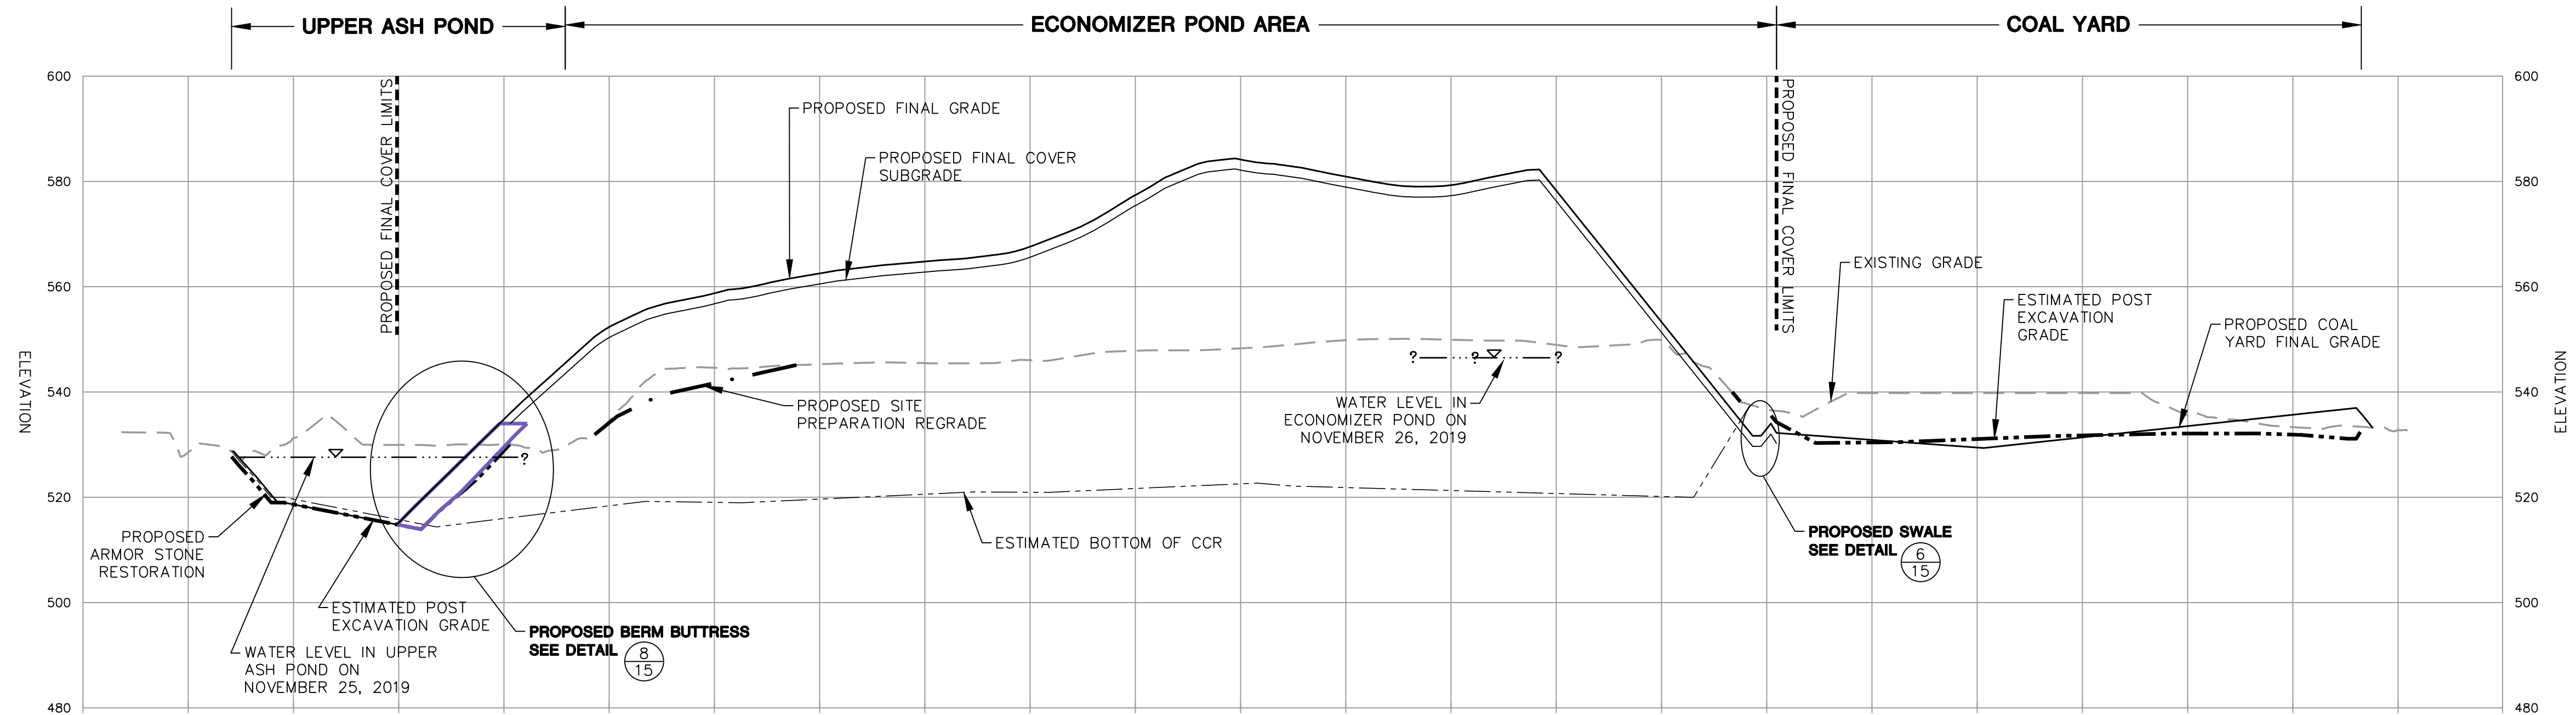 UPPER ASH POND
ECONOMIZER POND AREA
COAL YARD
600
600
580
580
560
560
540
540
520
520
500
500
480
480
ELEVATION
ELEVATION
PROPOSED FINAL COVER LIMITS
PROPOSED FINAL COVER LIMITS
PROPOSED FINAL GRADE
PROPOSED FINAL COVER
SUBGRADE
EXISTING GRADE
ESTIMATED POST
EXCAVATION
GRADE
PROPOSED COAL
YARD FINAL GRADE
PROPOSED SITE
PREPARATION REGRADE
? ? ?
WATER LEVEL IN
ECONOMIZER POND ON
NOVEMBER 26, 2019
?
PROPOSED
ARMOR STONE
RESTORATION
ESTIMATED BOTTOM OF CCR
PROPOSED SWALE
SEE DETAIL
6
15
ESTIMATED POST
EXCAVATION GRADE
PROPOSED BERM BUTTRESS
SEE DETAIL
8
15
WATER LEVEL IN UPPER
ASH POND ON
NOVEMBER 25, 2019